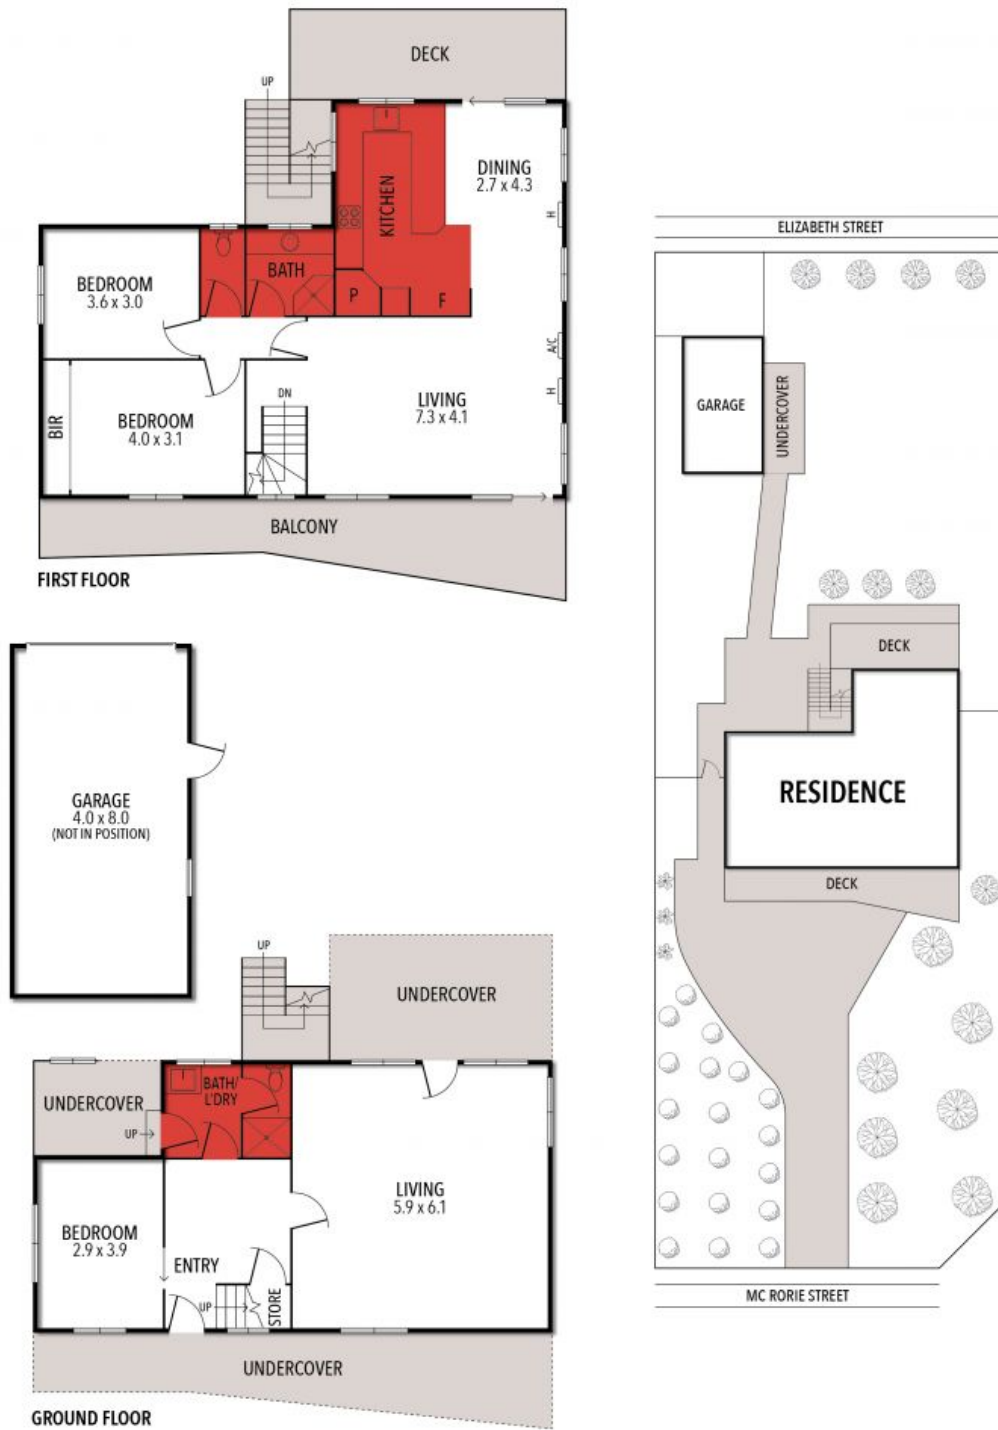 DECK
UP
DINING
2.7 x 4.3
KITCHEN
H
BATH
BEDROOM
3.6 x 3.0
P
F
A/C
H
DN
LIVING
7.3 x 4.1
BIR
BEDROOM
4.0 x 3.1
BALCONY
FIRST FLOOR
GARAGE
4.0 x 8.0
(NOT IN POSITION)
UP
UNDERCOVER
BATH/
L'DRY
UNDERCOVER
UP
LIVING
5.9 x 6.1
BEDROOM
2.9 x 3.9
ENTRY
UP
STORE
UNDERCOVER
GROUND FLOOR
ELIZABETH STREET
GARAGE
UNDERCOVER
DECK
RESIDENCE
DECK
MC RORIE STREET